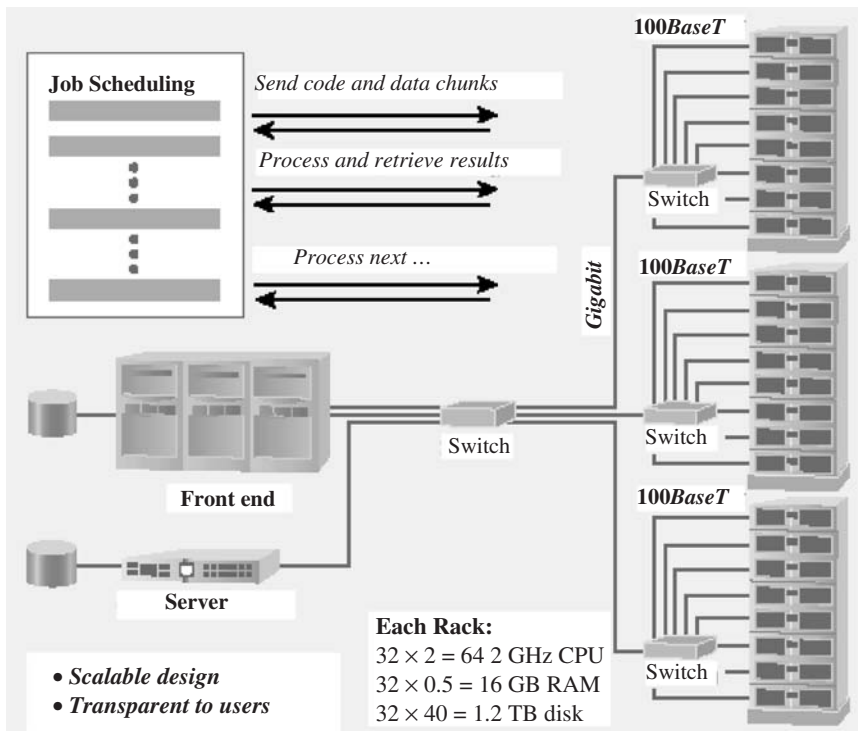 100BaseT
Job Scheduling
Send code and data chunks
Process and retrieve results
Process next …
Switch
Gigabit
100BaseT
Switch
Switch
Front end
100BaseT
Server
Switch
Each Rack:
32 × 2 = 64 2 GHz CPU
32 × 0.5 = 16 GB RAM
32 × 40 = 1.2 TB disk
• Scalable design
• Transparent to users